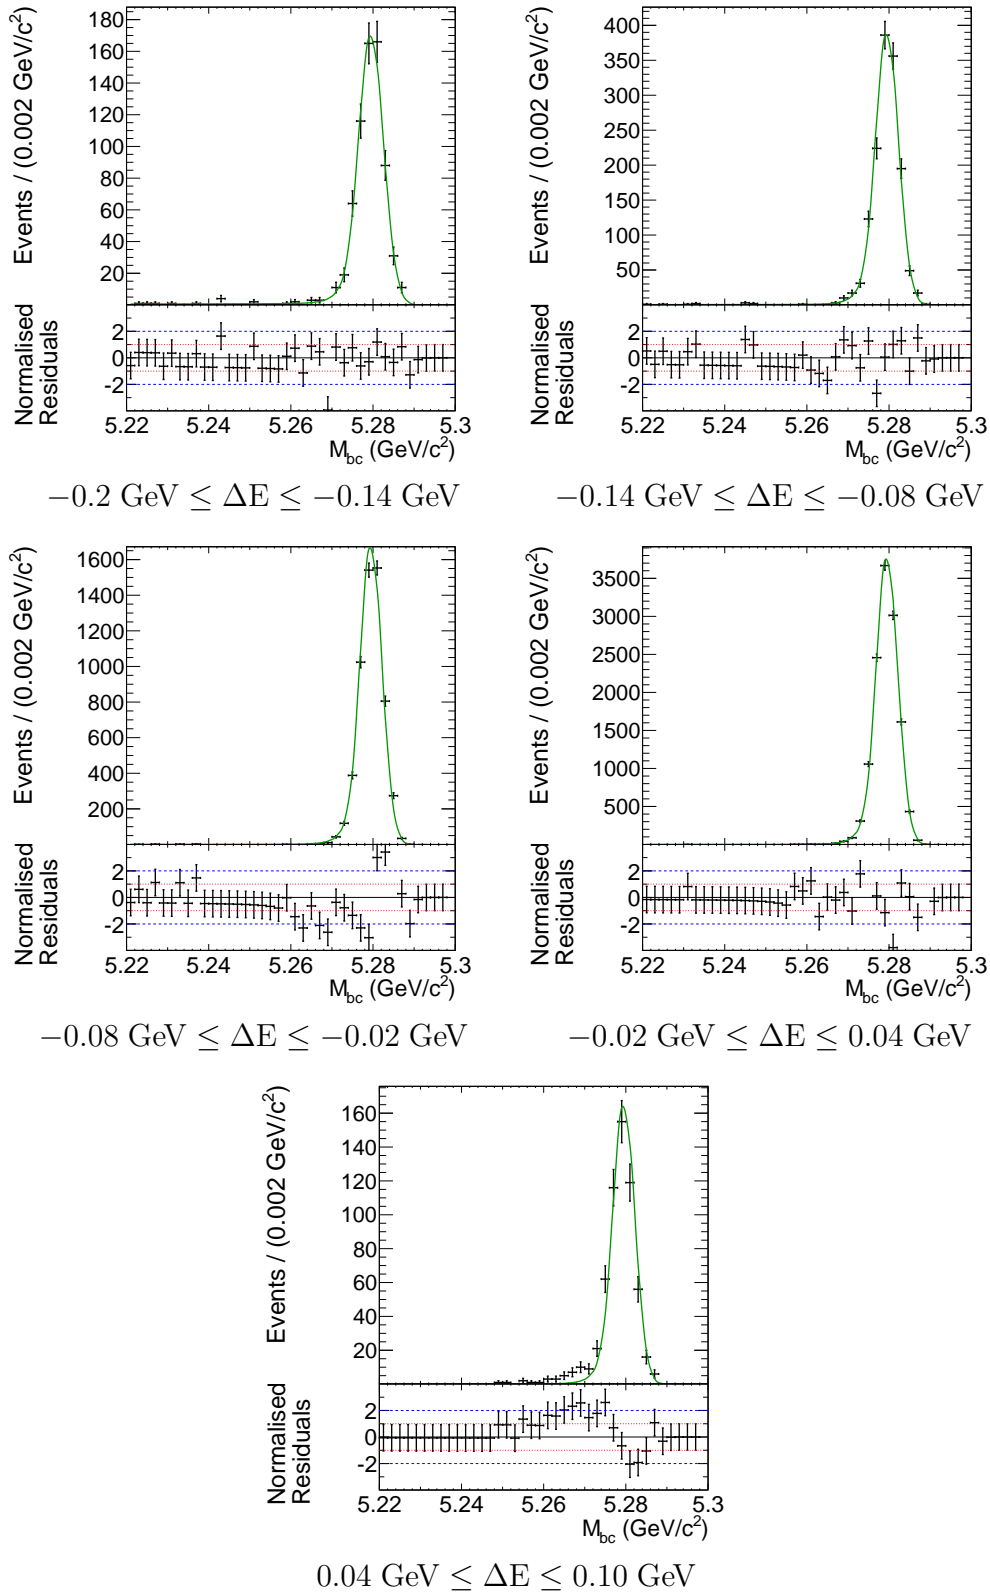 Events / (0.002 GeV/c²)
180
160
140
120
100
80
60
40
20
Normalised
Residuals
2
0
-2
5.22 5.24 5.26 5.28 5.3
M_bc (GeV/c²)
−0.2 GeV ≤ ΔE ≤ −0.14 GeV
Events / (0.002 GeV/c²)
400
350
300
250
200
150
100
50
Normalised
Residuals
2
0
-2
5.22 5.24 5.26 5.28 5.3
M_bc (GeV/c²)
−0.14 GeV ≤ ΔE ≤ −0.08 GeV
Events / (0.002 GeV/c²)
1600
1400
1200
1000
800
600
400
200
Normalised
Residuals
2
0
-2
5.22 5.24 5.26 5.28 5.3
M_bc (GeV/c²)
−0.08 GeV ≤ ΔE ≤ −0.02 GeV
Events / (0.002 GeV/c²)
3500
3000
2500
2000
1500
1000
500
Normalised
Residuals
2
0
-2
5.22 5.24 5.26 5.28 5.3
M_bc (GeV/c²)
−0.02 GeV ≤ ΔE ≤ 0.04 GeV
Events / (0.002 GeV/c²)
160
140
120
100
80
60
40
20
Normalised
Residuals
2
0
-2
5.22 5.24 5.26 5.28 5.3
M_bc (GeV/c²)
0.04 GeV ≤ ΔE ≤ 0.10 GeV